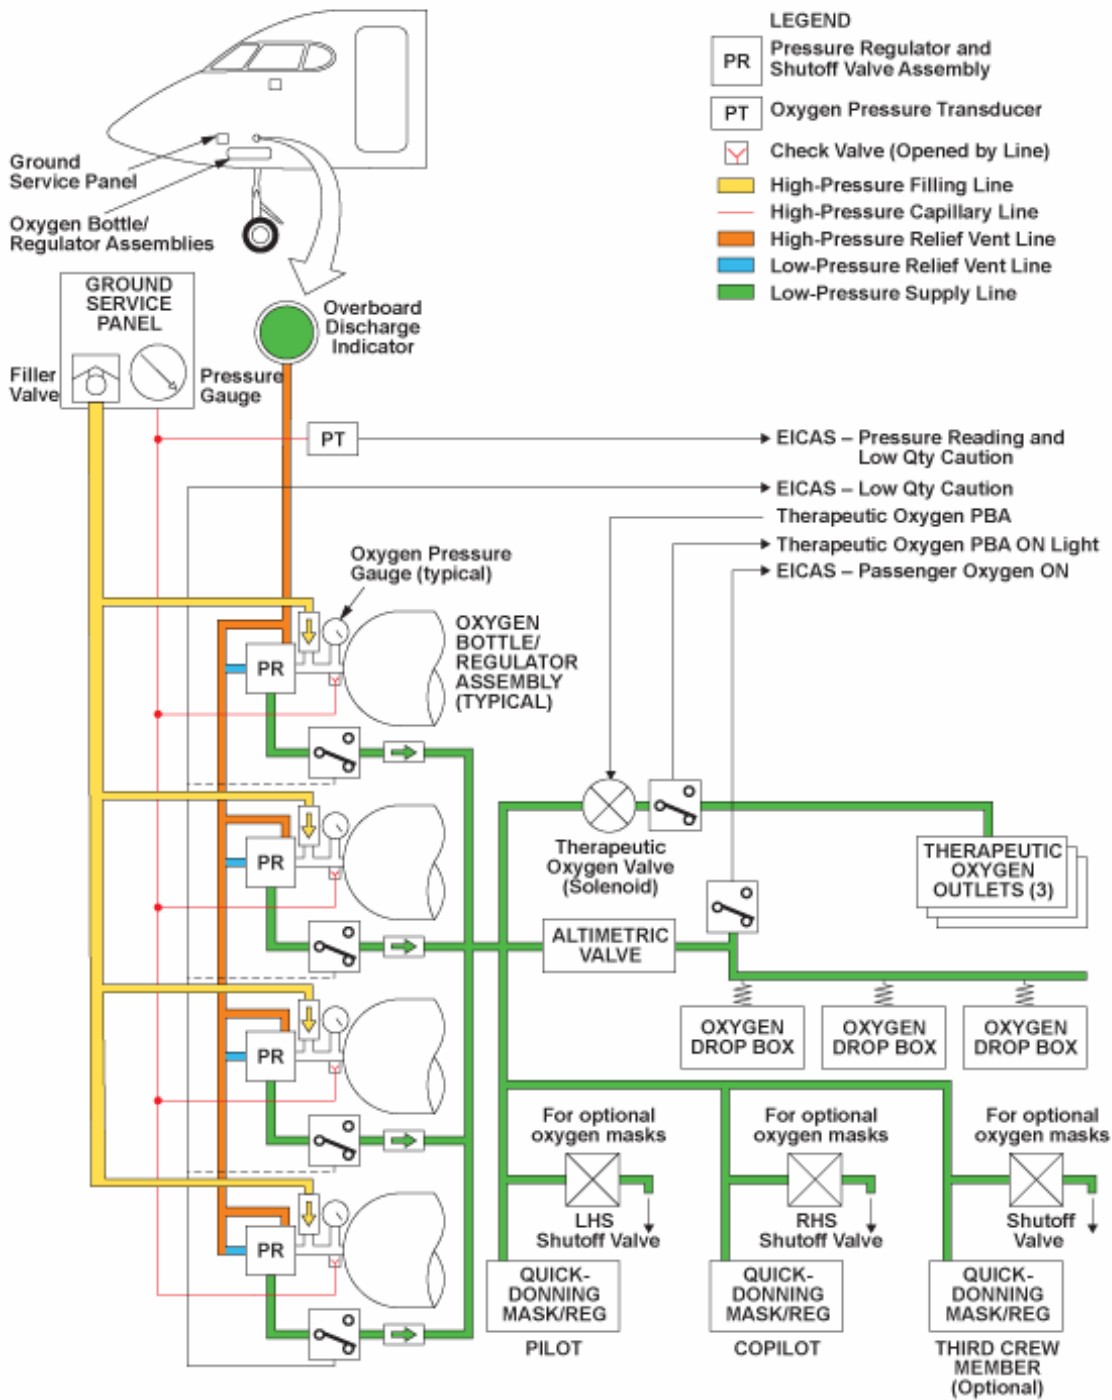 LEGEND
PR
Pressure Regulator and
Shutoff Valve Assembly
PT
Oxygen Pressure Transducer
Check Valve (Opened by Line)
High-Pressure Filling Line
High-Pressure Capillary Line
High-Pressure Relief Vent Line
Low-Pressure Relief Vent Line
Low-Pressure Supply Line
Ground
Service Panel
Oxygen Bottle/
Regulator Assemblies
GROUND
SERVICE
PANEL
Filler
Valve
Pressure
Gauge
Overboard
Discharge
Indicator
PT
EICAS – Pressure Reading and
Low Qty Caution
EICAS – Low Qty Caution
Therapeutic Oxygen PBA
Therapeutic Oxygen PBA ON Light
EICAS – Passenger Oxygen ON
Oxygen Pressure
Gauge (typical)
OXYGEN
BOTTLE/
REGULATOR
ASSEMBLY
(TYPICAL)
PR
PR
PR
PR
Therapeutic
Oxygen Valve
(Solenoid)
THERAPEUTIC
OXYGEN
OUTLETS (3)
ALTIMETRIC
VALVE
OXYGEN
DROP BOX
OXYGEN
DROP BOX
OXYGEN
DROP BOX
For optional
oxygen masks
For optional
oxygen masks
For optional
oxygen masks
LHS
Shutoff Valve
RHS
Shutoff Valve
Shutoff
Valve
QUICK-
DONNING
MASK/REG
QUICK-
DONNING
MASK/REG
QUICK-
DONNING
MASK/REG
PILOT
COPILOT
THIRD CREW
MEMBER
(Optional)